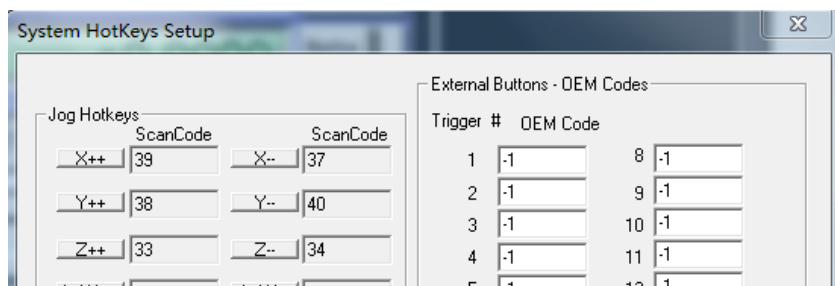 System HotKeys Setup
External Buttons - OEM Codes
Jog Hotkeys
ScanCode ScanCode
Trigger # OEM Code
X++ 39 X-- 37
1 -1 8 -1
Y++ 38 Y-- 40
2 -1 9 -1
3 -1 10 -1
Z++ 33 Z-- 34
4 -1 11 -1